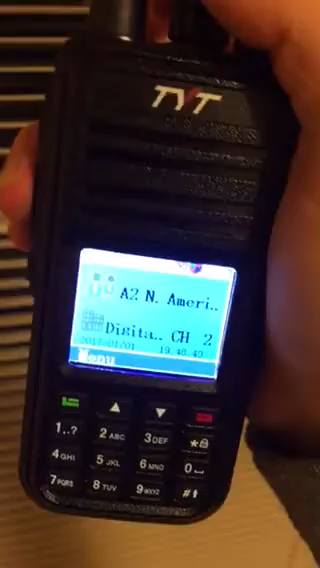 TYT
A2 N. Ameri..
Digita.. CH 2
2017/01/01 19.48.49
Menu
1..? 2 ABC 3 DEF
4 GHI 5 JKL 6 MNO 0
7 PQRS 8 TUV 9 WXYZ #